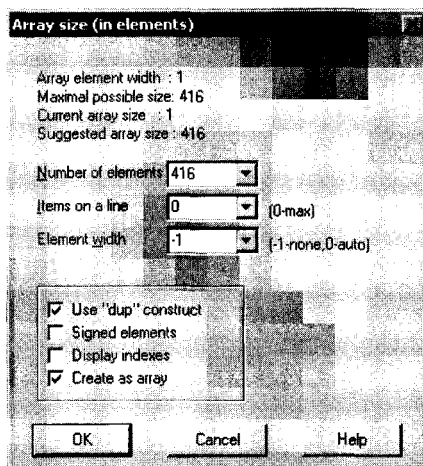 Array size (in elements)
Array element width : 1
Maximal possible size: 416
Current array size : 1
Suggested array size : 416
Number of elements 416
Items on a line 0 (0-max)
Element width -1 (-1-none,0-auto)
Use "dup" construct
Signed elements
Display indexes
Create as array
OK Cancel Help